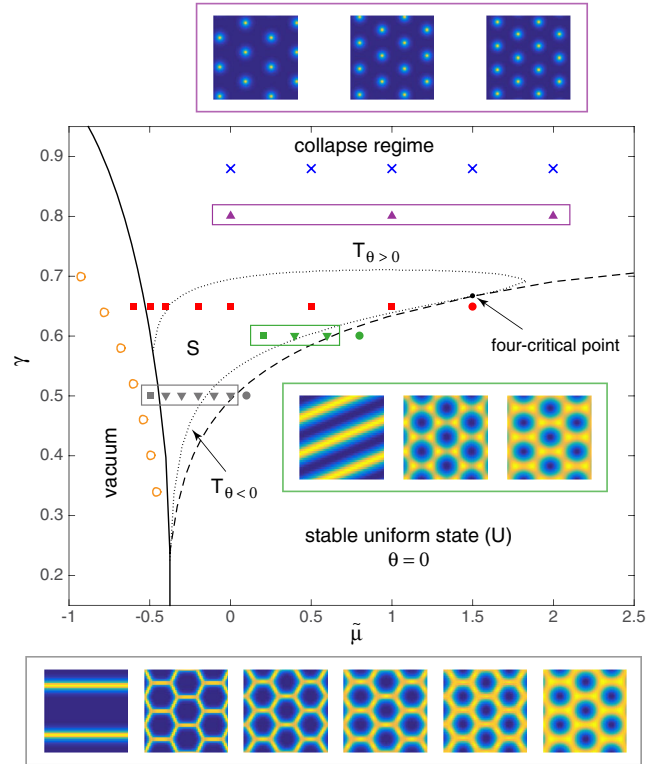 collapse regime
0.9
0.8
T_{θ > 0}
0.7
0.6
S
four-critical point
γ
0.5
0.4
vacuum
T_{θ < 0}
0.3
stable uniform state (U)
θ = 0
0.2
-1
-0.5
0
0.5
1
1.5
2
2.5
μ̃